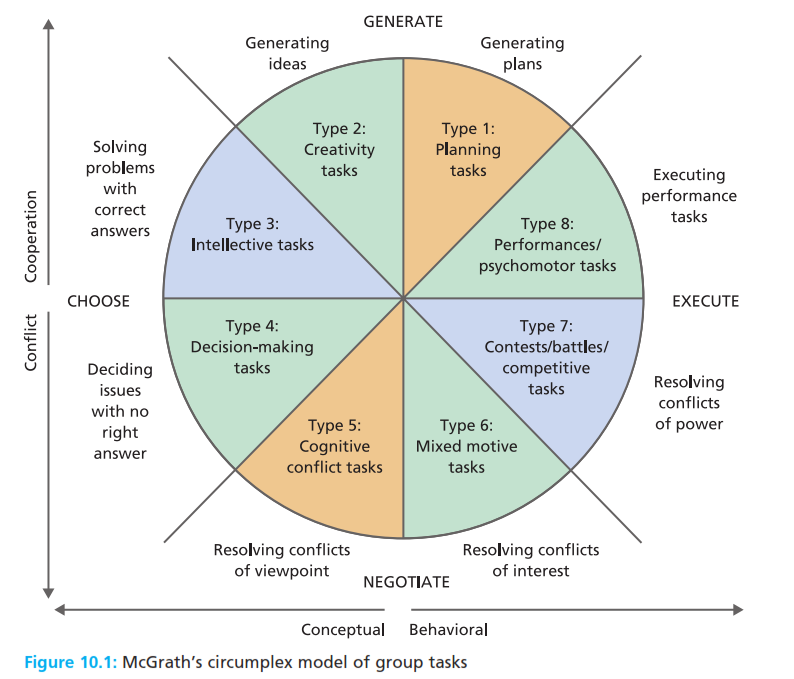 GENERATE
Generating
ideas
Generating
plans
Type 2:
Creativity
tasks
Type 1:
Planning
tasks
Solving
problems
with
correct
answers
Executing
performance
tasks
Type 3:
Intellective tasks
Type 8:
Performances/
psychomotor tasks
Cooperation
CHOOSE
EXECUTE
Conflict
Type 4:
Decision-making
tasks
Type 7:
Contests/battles/
competitive
tasks
Deciding
issues
with no
right
answer
Resolving
conflicts
of power
Type 5:
Cognitive
conflict tasks
Type 6:
Mixed motive
tasks
Resolving conflicts
of viewpoint
Resolving conflicts
of interest
NEGOTIATE
Conceptual
Behavioral
Figure 10.1: McGrath's circumplex model of group tasks